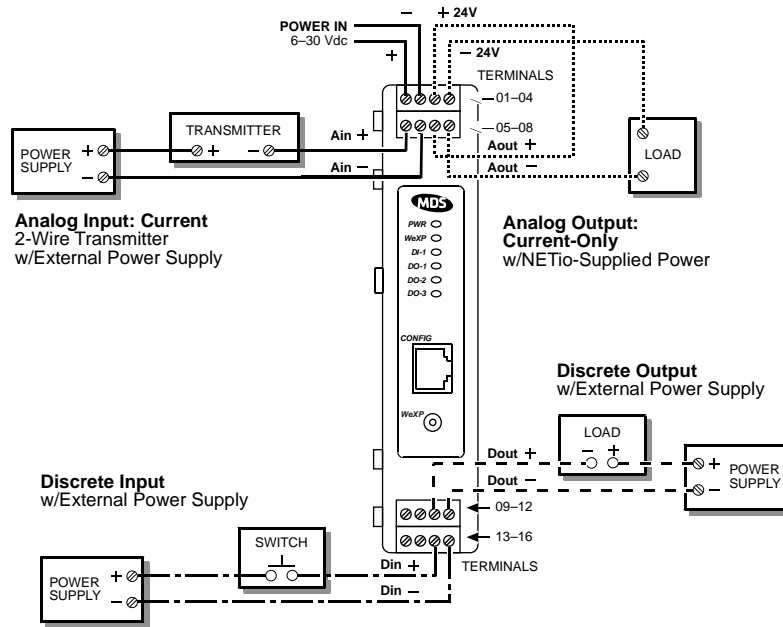 POWER IN
6–30 Vdc
–
+
+ 24V
– 24V
TERMINALS
01–04
05–08
POWER
SUPPLY
+
–
TRANSMITTER
+
–
Ain +
Ain –
Aout +
Aout –
LOAD
Analog Input: Current
2-Wire Transmitter
w/External Power Supply
MDS
PWR
WeXP
DI-1
DO-1
DO-2
DO-3
CONFIG
WeXP
Analog Output:
Current-Only
w/NETio-Supplied Power
Discrete Output
w/External Power Supply
LOAD
– +
Dout +
Dout –
+
–
POWER
SUPPLY
09–12
13–16
TERMINALS
Discrete Input
w/External Power Supply
SWITCH
POWER
SUPPLY
+
–
Din +
Din –